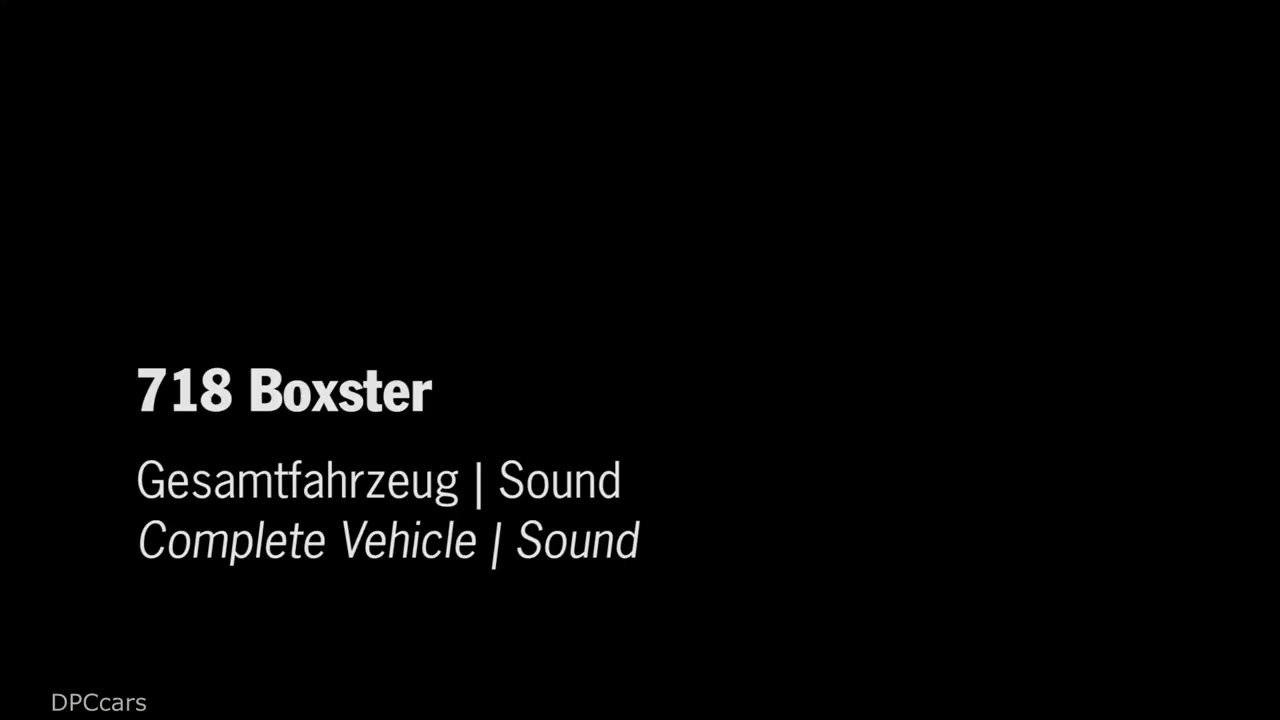 718 Boxster
Gesamtfahrzeug | Sound
Complete Vehicle | Sound
DPCcars